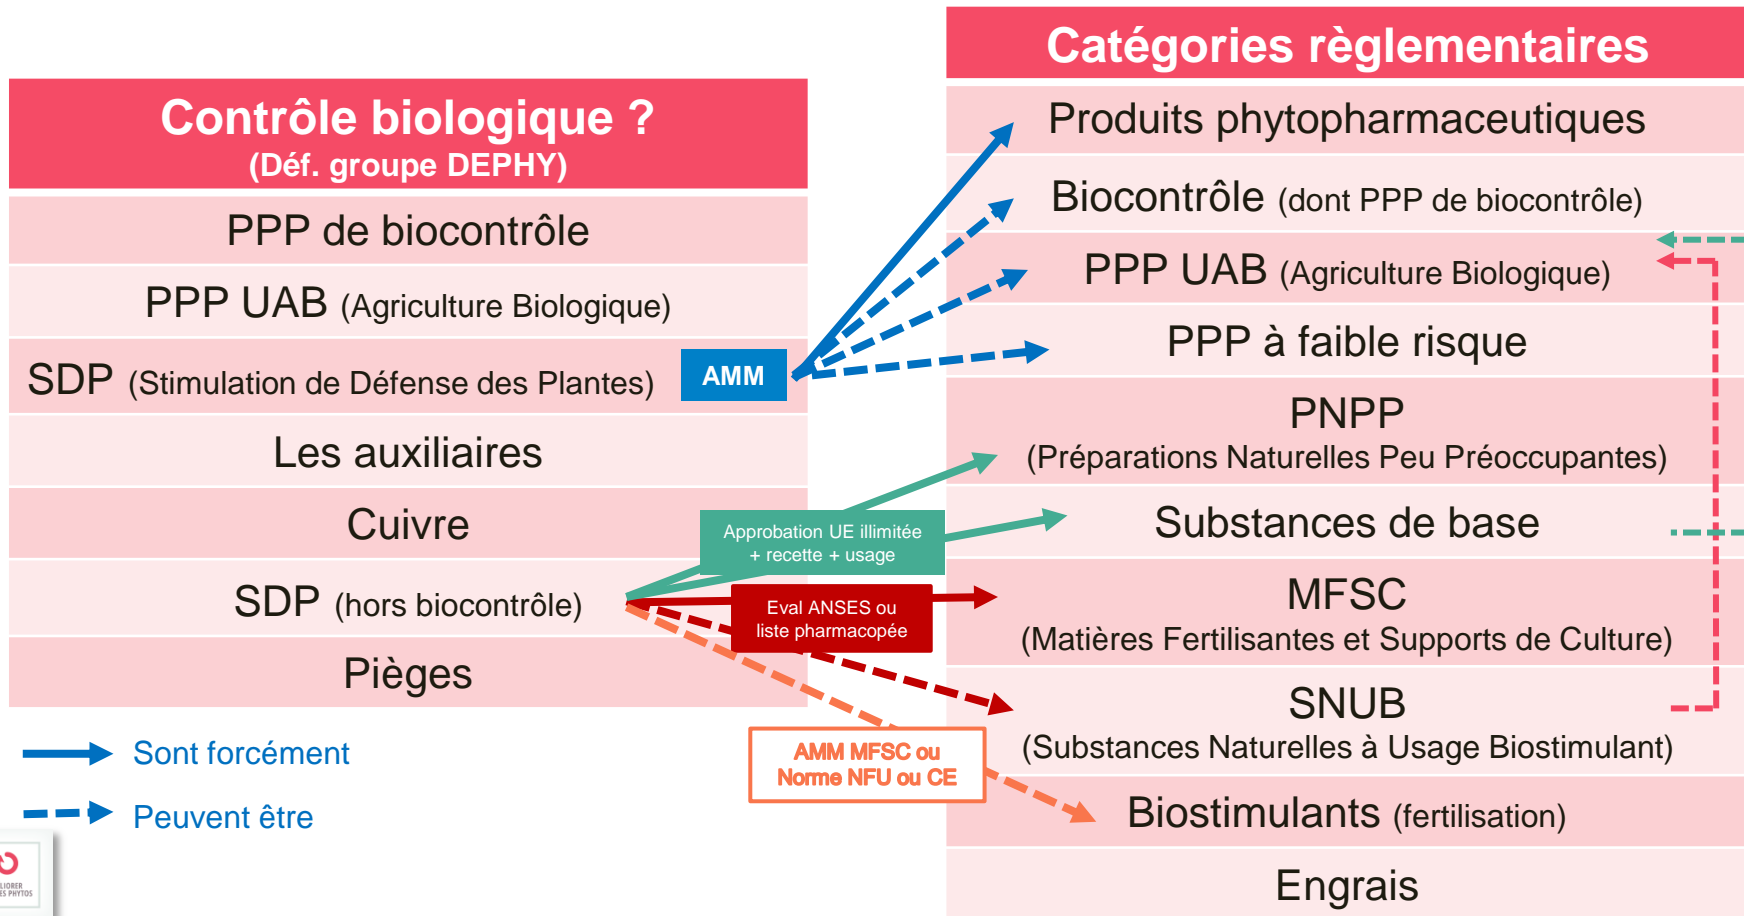 Contrôle biologique ?
(Déf. groupe DEPHY)
PPP de biocontrôle
PPP UAB (Agriculture Biologique)
SDP (Stimulation de Défense des Plantes)
AMM
Les auxiliaires
Cuivre
SDP (hors biocontrôle)
Pièges
Sont forcément
Peuvent être
Approbation UE illimitée
+ recette + usage
Eval ANSES ou
liste pharmacopée
AMM MFSC ou
Norme NFU ou CE
Catégories règlementaires
Produits phytopharmaceutiques
Biocontrôle (dont PPP de biocontrôle)
PPP UAB (Agriculture Biologique)
PPP à faible risque
PNPP
(Préparations Naturelles Peu Préoccupantes)
Substances de base
MFSC
(Matières Fertilisantes et Supports de Culture)
SNUB
(Substances Naturelles à Usage Biostimulant)
Biostimulants (fertilisation)
Engrais
LIORER
ES PHYTOS